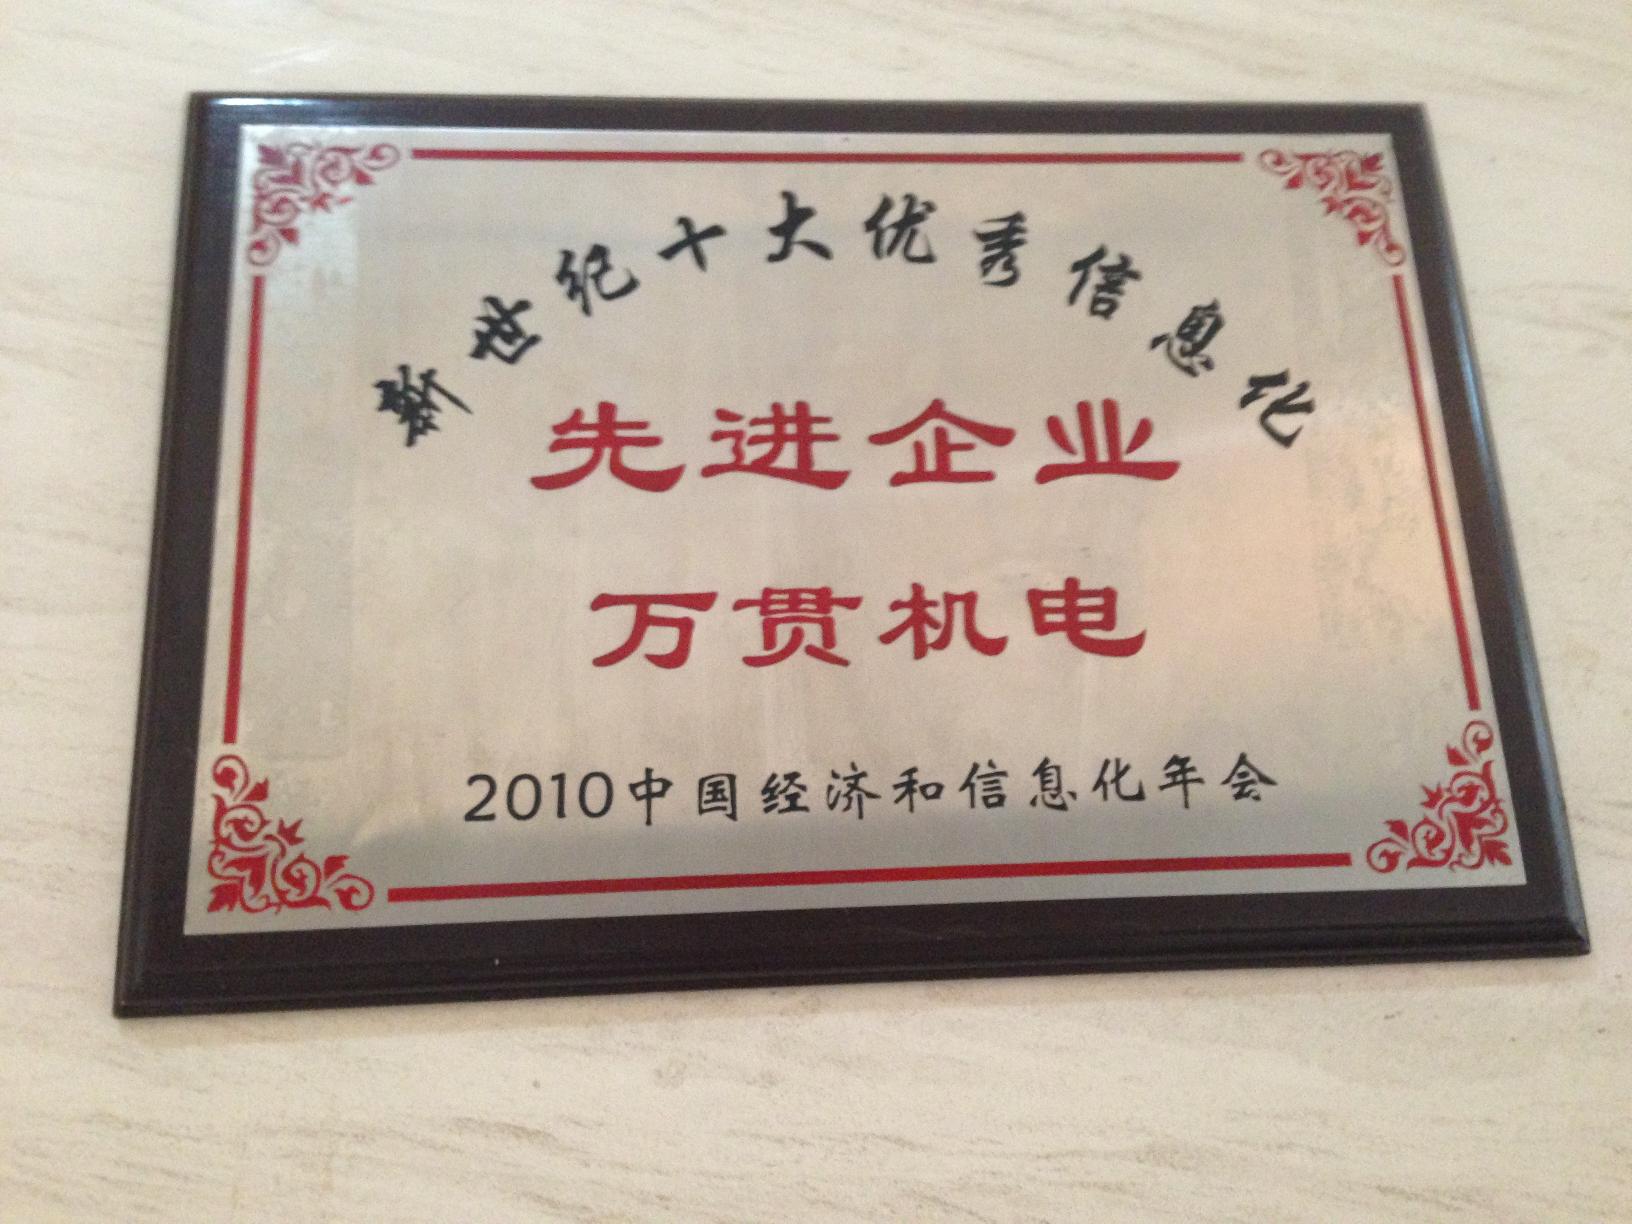 新世纪十大优秀信息化
先进企业
万贯机电
2010中国经济和信息化年会